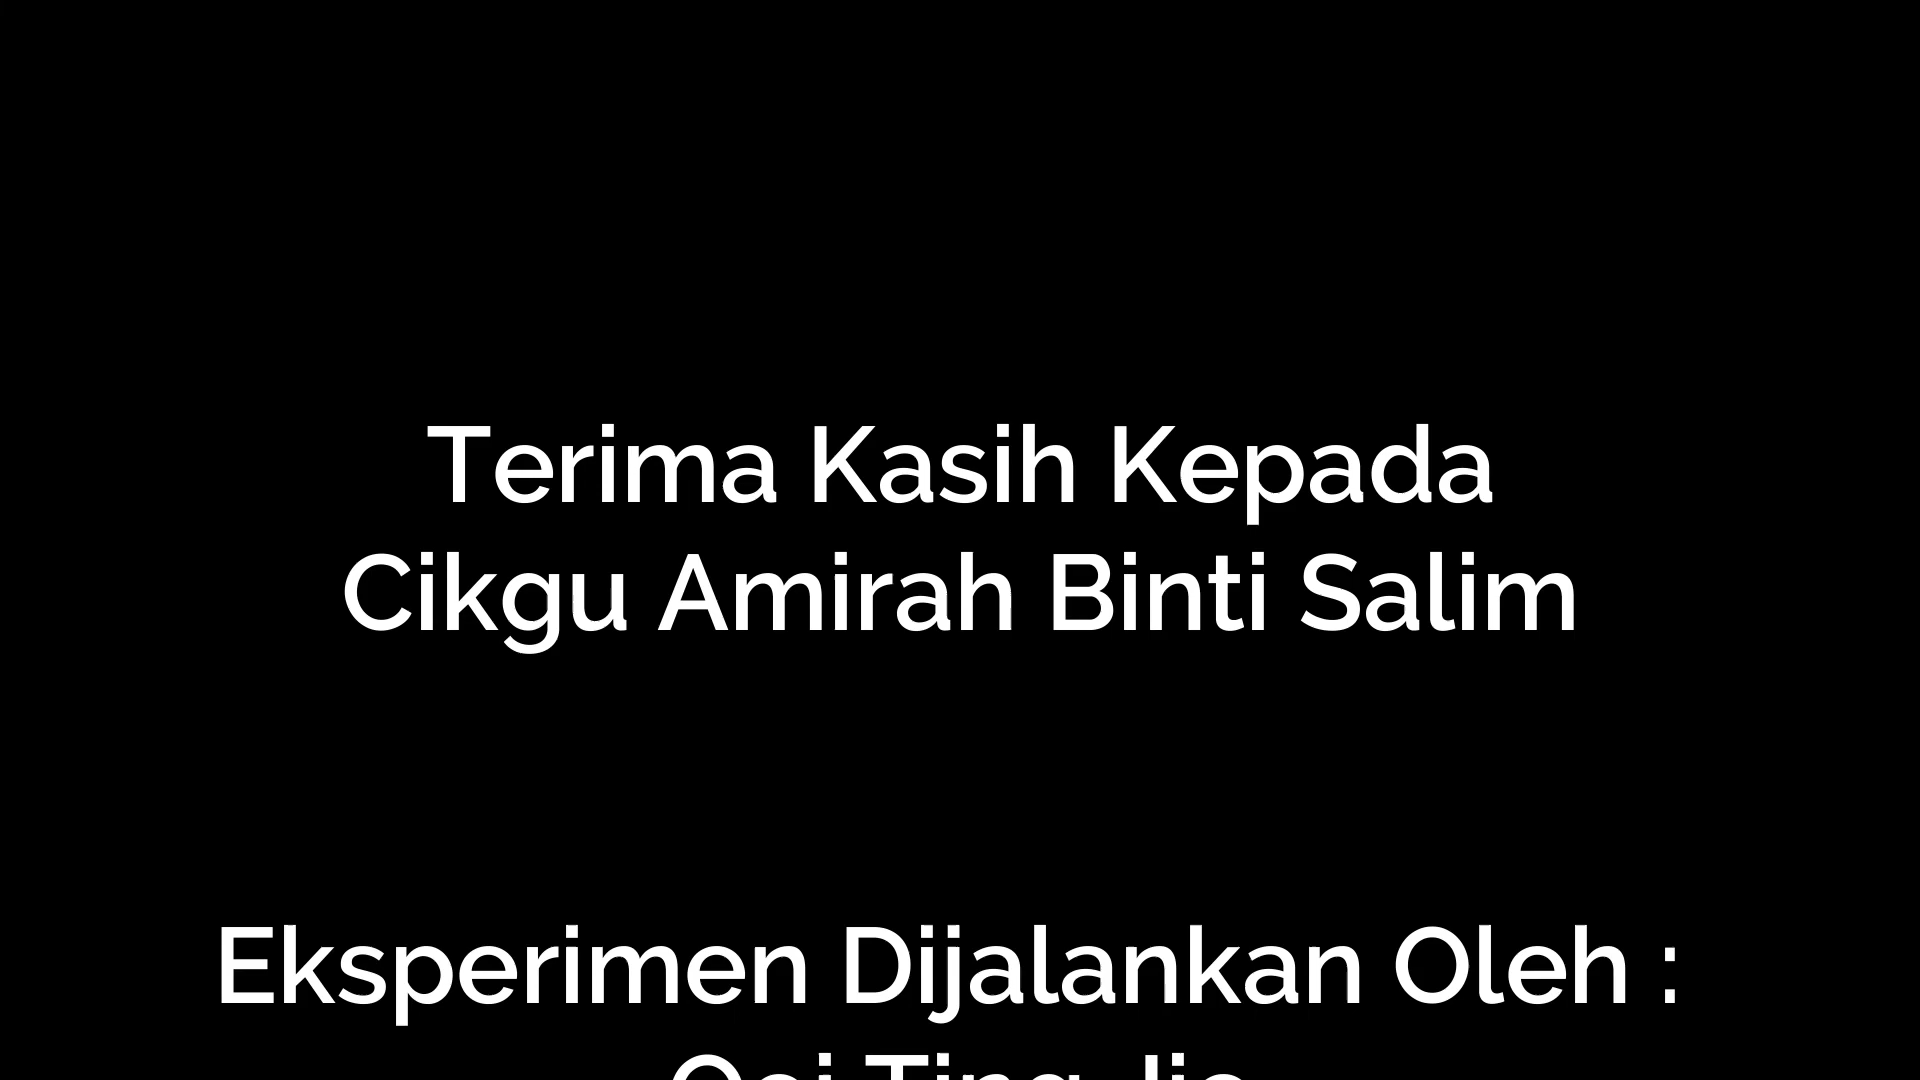 Terima Kasih Kepada
Cikgu Amirah Binti Salim
Eksperimen Dijalankan Oleh :